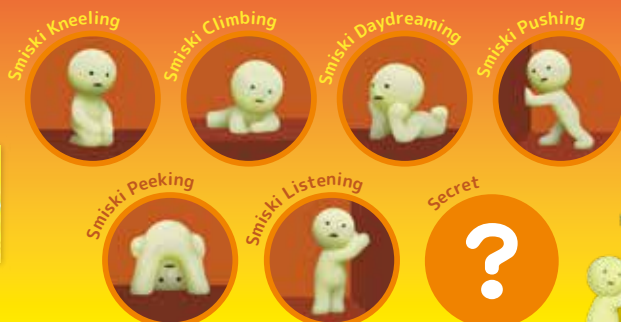 Smiski Kneeling
Smiski Climbing
Smiski Daydreaming
Smiski Pushing
Smiski Peeking
Smiski Listening
Secret
?